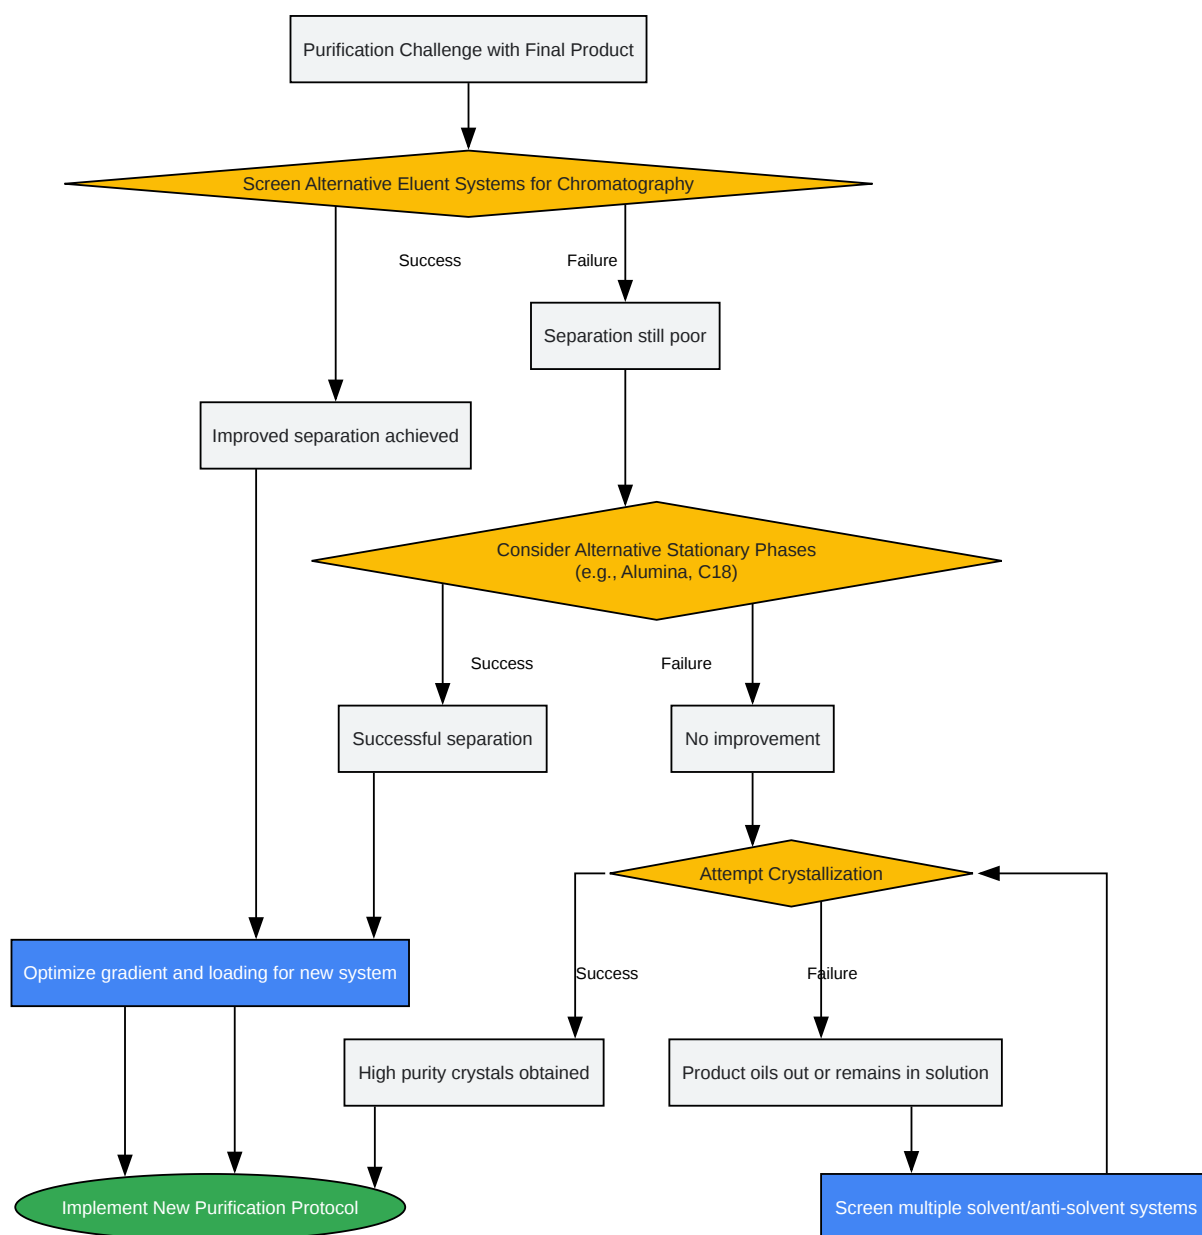 Purification Challenge with Final Product
Screen Alternative Eluent Systems for Chromatography
Success
Failure
Separation still poor
Improved separation achieved
Consider Alternative Stationary Phases
(e.g., Alumina, C18)
Success
Failure
Successful separation
No improvement
Attempt Crystallization
Optimize gradient and loading for new system
Success
Failure
High purity crystals obtained
Product oils out or remains in solution
Implement New Purification Protocol
Screen multiple solvent/anti-solvent systems